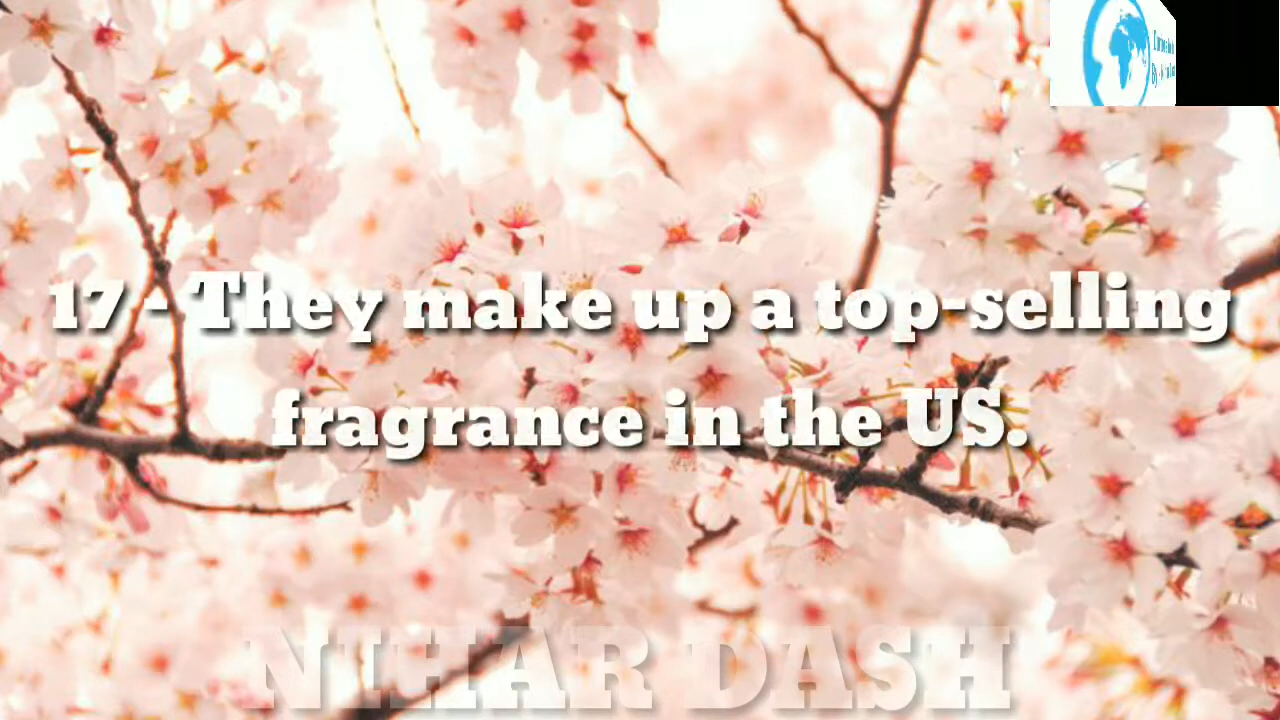 17 - They make up a top-selling
fragrance in the US.
NIHAR DASH